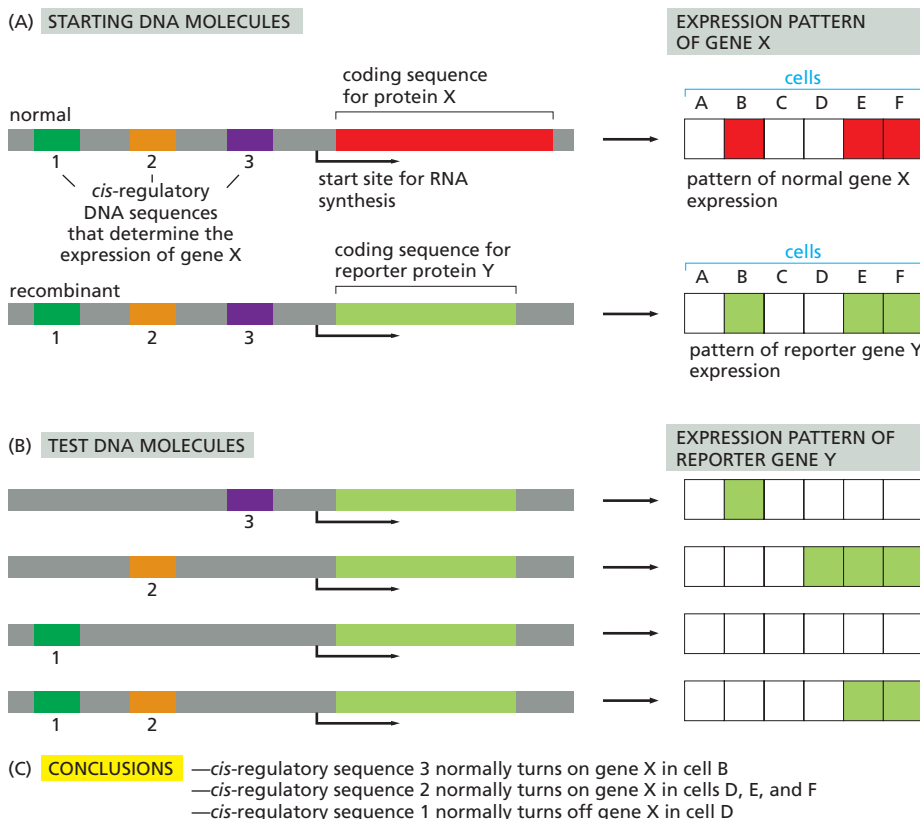 (A) STARTING DNA MOLECULES
EXPRESSION PATTERN
OF GENE X
coding sequence
for protein X
cells
A B C D E F
normal
1 2 3
cis-regulatory
DNA sequences
that determine the
expression of gene X
start site for RNA
synthesis
pattern of normal gene X
expression
coding sequence for
reporter protein Y
cells
A B C D E F
recombinant
1 2 3
pattern of reporter gene Y
expression
(B) TEST DNA MOLECULES
EXPRESSION PATTERN OF
REPORTER GENE Y
3
2
1
1 2
(C) CONCLUSIONS —cis-regulatory sequence 3 normally turns on gene X in cell B
—cis-regulatory sequence 2 normally turns on gene X in cells D, E, and F
—cis-regulatory sequence 1 normally turns off gene X in cell D